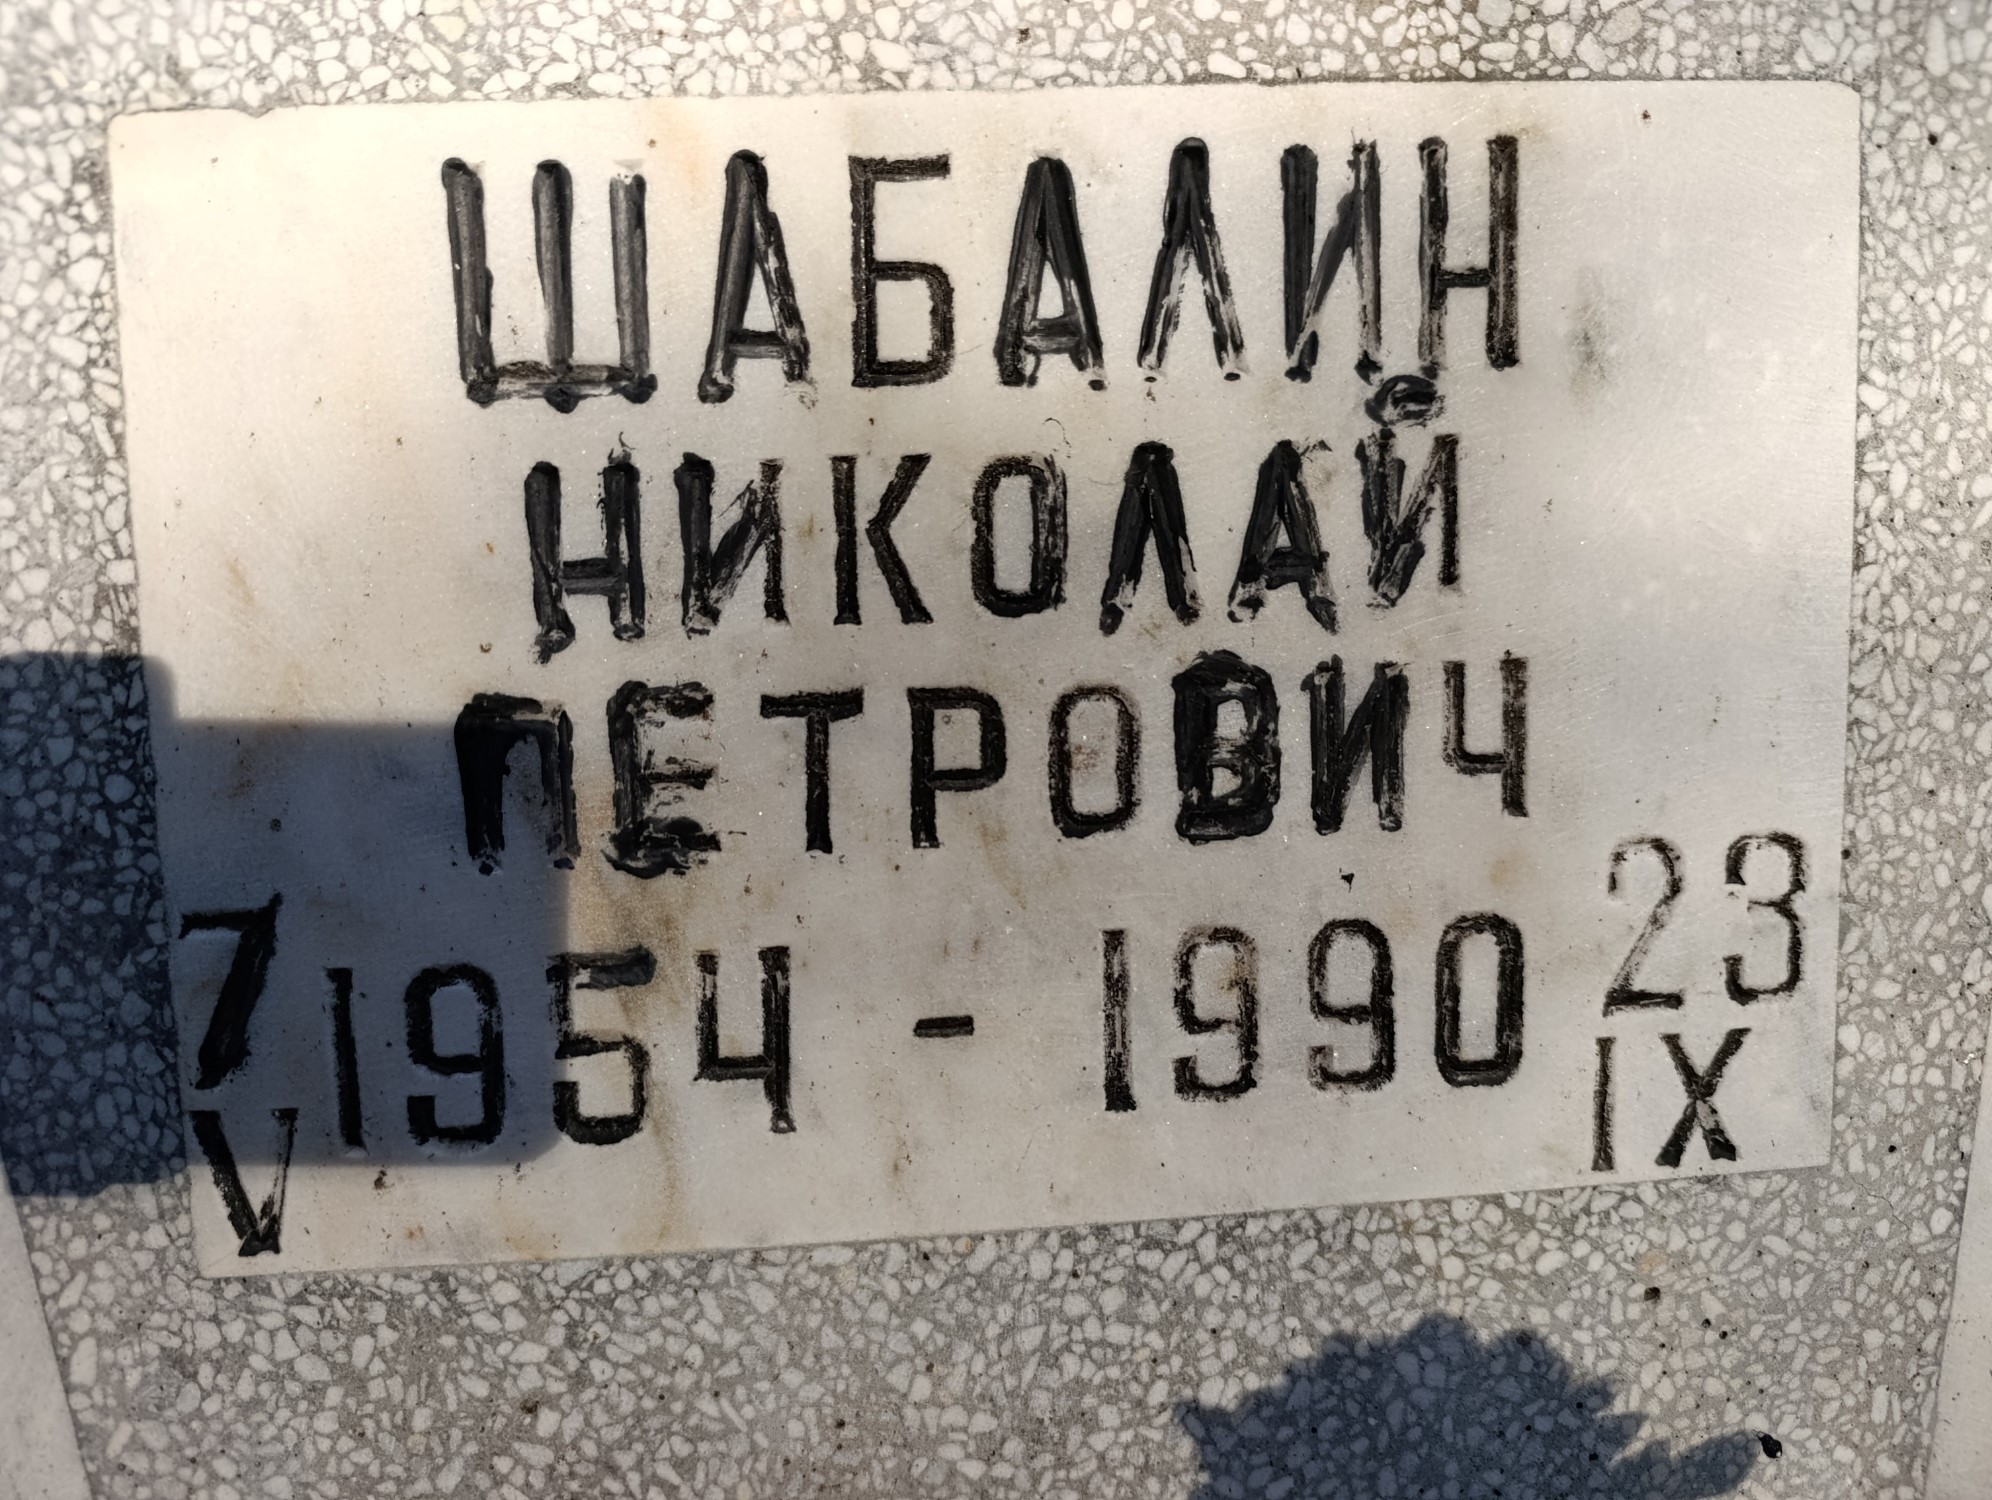 ШАБАЛИН
НИКОЛАЙ
ПЕТРОВИЧ
7 V 1954 - 1990 23 IX